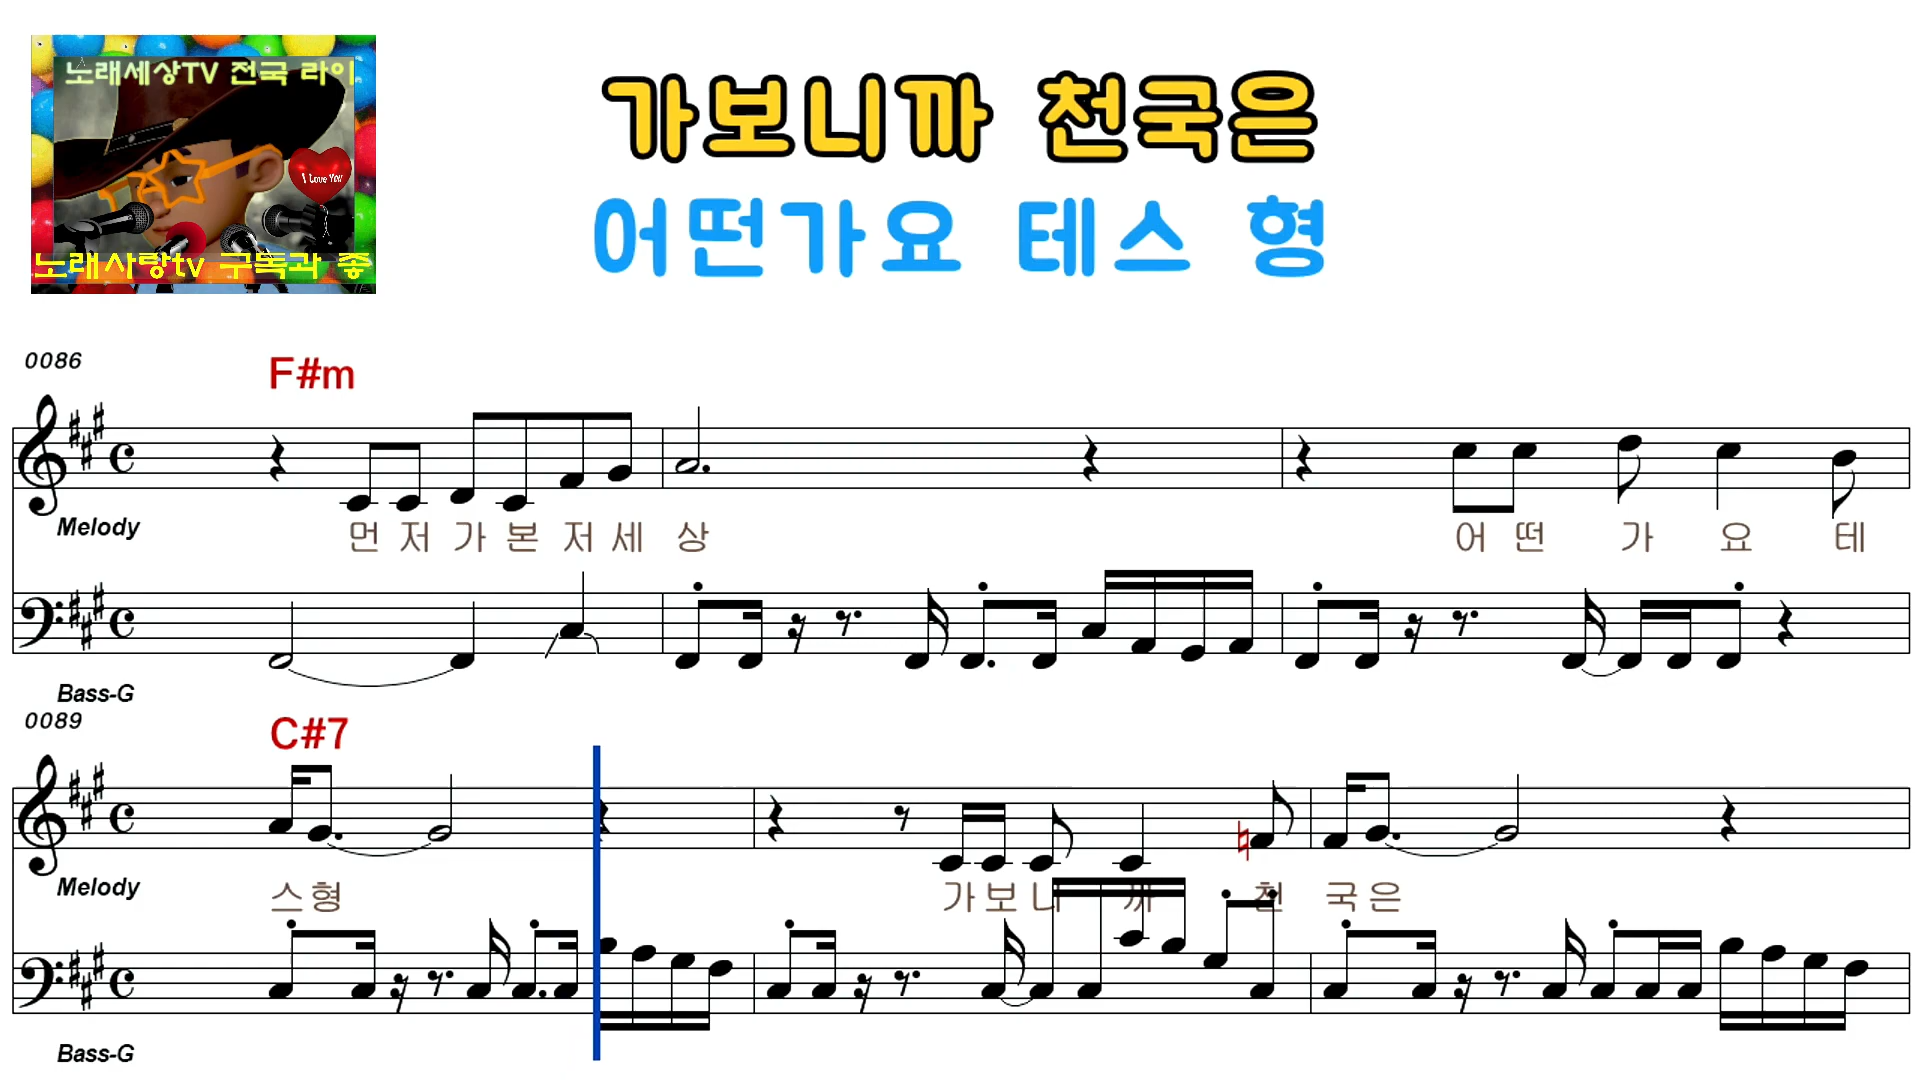 노래세상TV 전국 라이
I Love You
노래사랑tv 구독과 좋
가보니까 천국은
어떤가요 테스 형
0086
F#m
Melody
먼 저 가 본 저 세 상 어 떤 가 요 테
Bass-G
0089
C#7
Melody
스 형 가 보 니 까 천 국 은
Bass-G